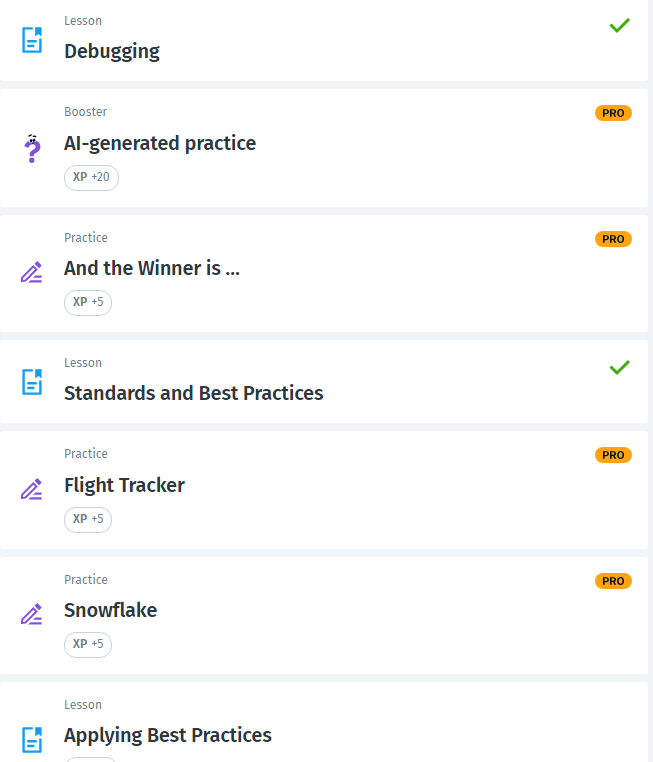 Lesson
Debugging
Booster
PRO
AI-generated practice
XP +20
Practice
PRO
And the Winner is ...
XP +5
Lesson
Standards and Best Practices
Practice
PRO
Flight Tracker
XP +5
Practice
PRO
Snowflake
XP +5
Lesson
Applying Best Practices